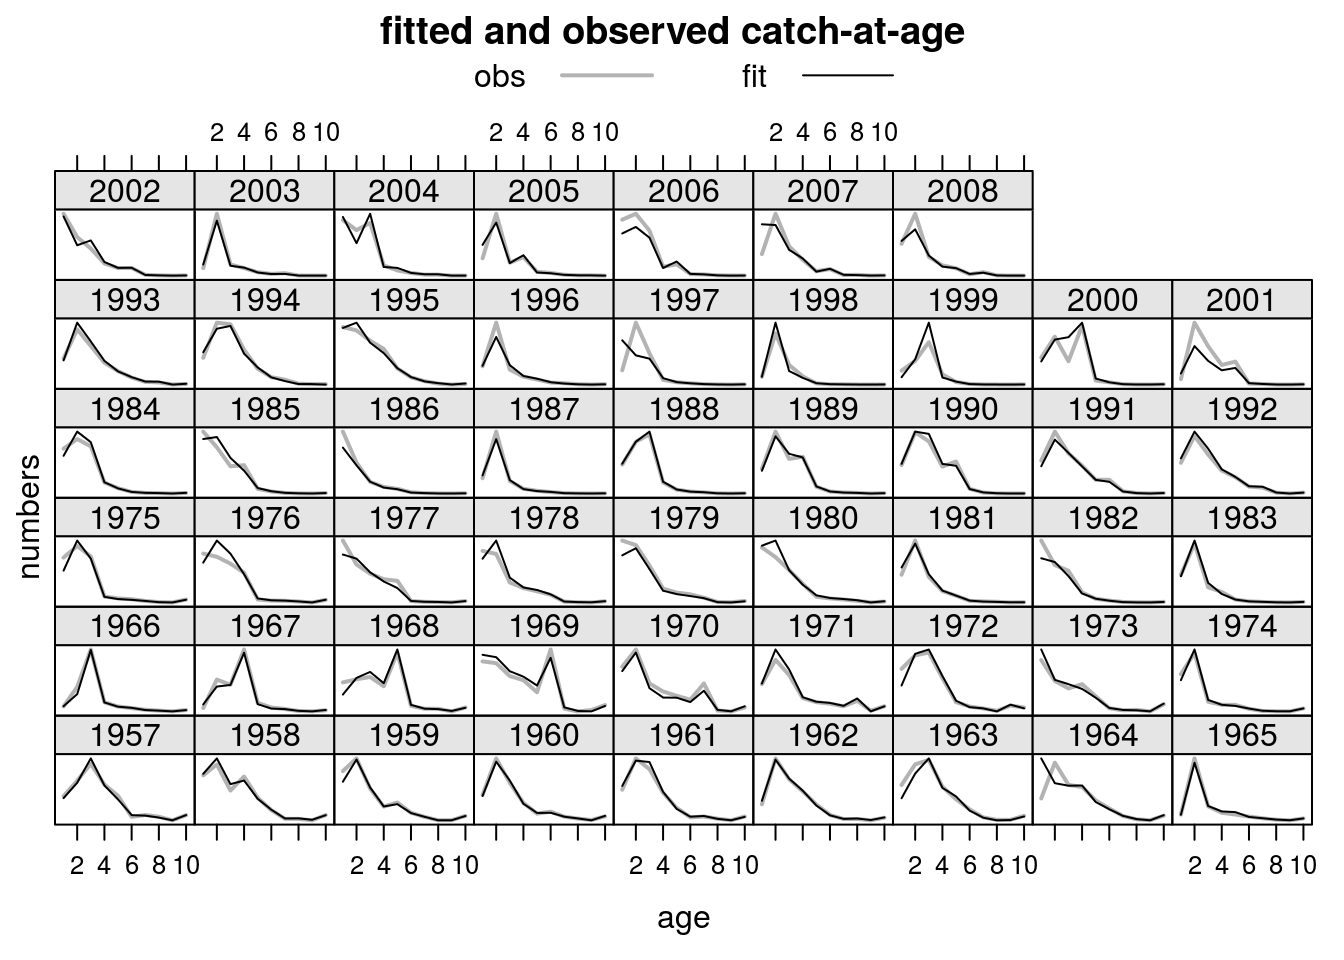 fitted and observed catch-at-age
obs fit
2 4 6 8 10 2 4 6 8 10 2 4 6 8 10
2002 2003 2004 2005 2006 2007 2008
1993 1994 1995 1996 1997 1998 1999 2000 2001
1984 1985 1986 1987 1988 1989 1990 1991 1992
numbers
1975 1976 1977 1978 1979 1980 1981 1982 1983
1966 1967 1968 1969 1970 1971 1972 1973 1974
1957 1958 1959 1960 1961 1962 1963 1964 1965
2 4 6 8 10 2 4 6 8 10 2 4 6 8 10 2 4 6 8 10 2 4 6 8 10
age